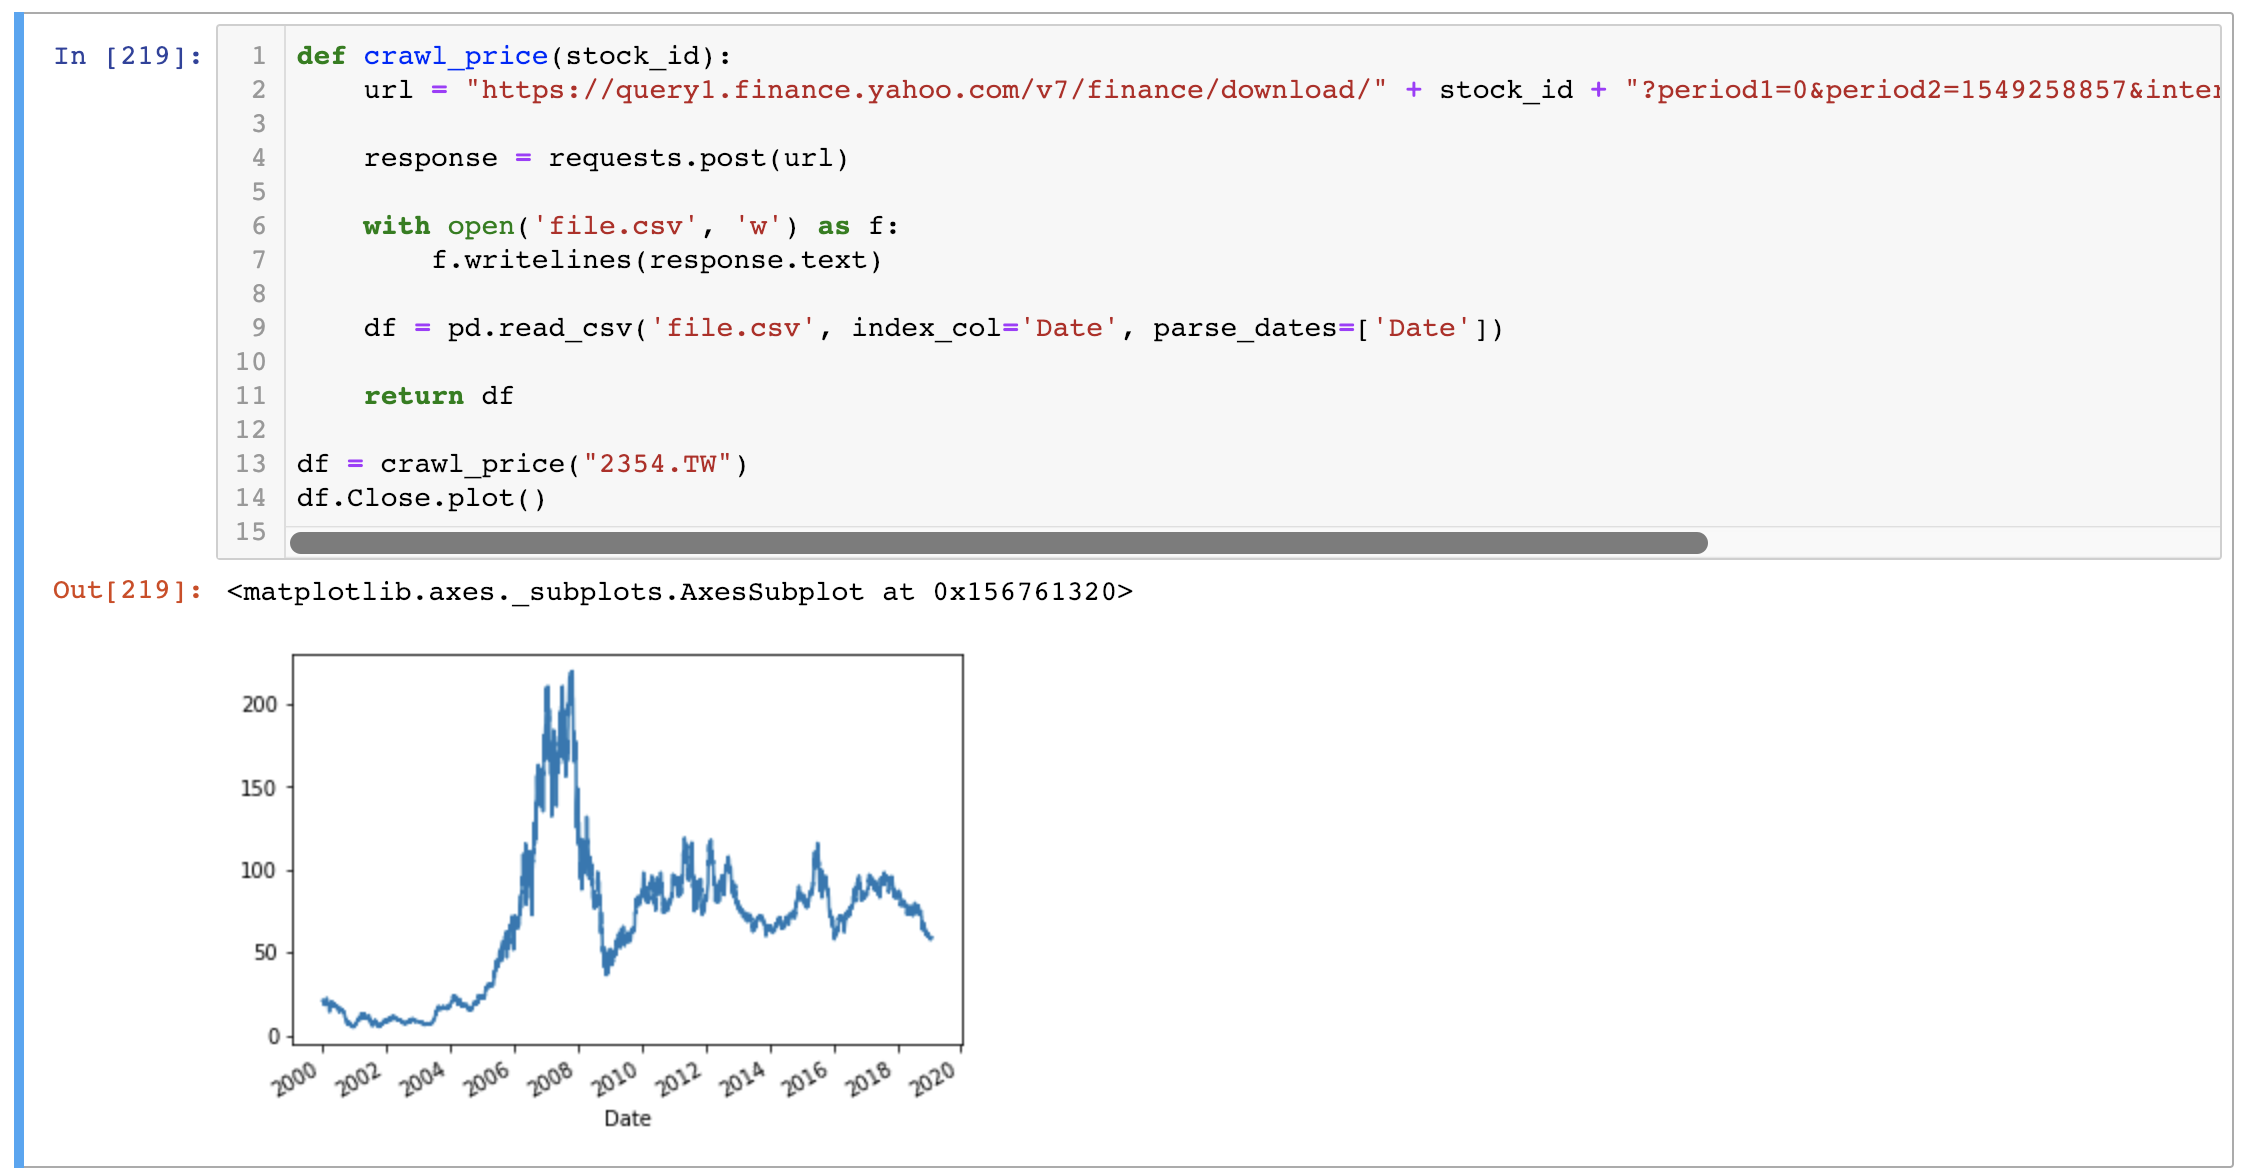 In [219]:
1 def crawl_price(stock_id):
2     url = "https://query1.finance.yahoo.com/v7/finance/download/" + stock_id + "?period1=0&period2=1549258857&inter
3
4     response = requests.post(url)
5
6     with open('file.csv', 'w') as f:
7         f.writelines(response.text)
8
9     df = pd.read_csv('file.csv', index_col='Date', parse_dates=['Date'])
10
11     return df
12
13 df = crawl_price("2354.TW")
14 df.Close.plot()
15
Out[219]: <matplotlib.axes._subplots.AxesSubplot at 0x156761320>
200
150
100
50
0
2000 2002 2004 2006 2008 2010 2012 2014 2016 2018 2020
Date